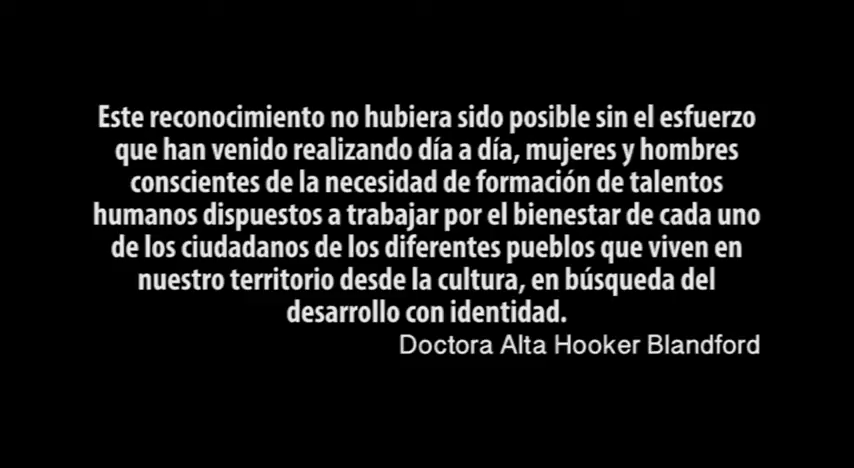 Este reconocimiento no hubiera sido posible sin el esfuerzo
que han venido realizando día a día, mujeres y hombres
conscientes de la necesidad de formación de talentos
humanos dispuestos a trabajar por el bienestar de cada uno
de los ciudadanos de los diferentes pueblos que viven en
nuestro territorio desde la cultura, en búsqueda del
desarrollo con identidad.
Doctora Alta Hooker Blandford